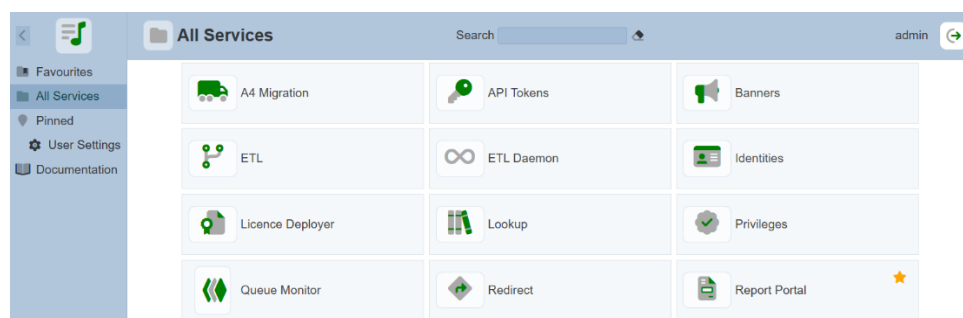 All Services
Search
admin
Favourites
All Services
Pinned
User Settings
Documentation
A4 Migration
API Tokens
Banners
ETL
ETL Daemon
Identities
Licence Deployer
Lookup
Privileges
Queue Monitor
Redirect
Report Portal